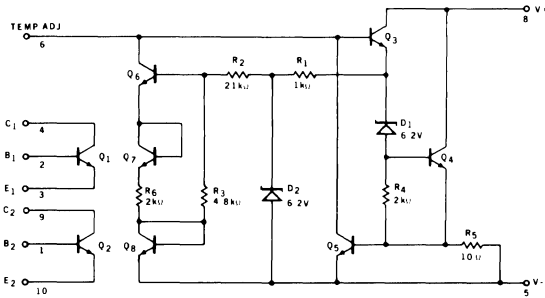 TEMP ADJ
6
V+
8
Q3
R2
21kΩ
R1
1kΩ
Q6
C1
4
B1
2
Q1
E1
3
C2
9
B2
1
Q2
E2
10
Q7
R6
2kΩ
R3
4.8kΩ
Q8
D2
6.2V
D1
6.2V
Q4
R4
2kΩ
Q5
R5
10Ω
V-
5